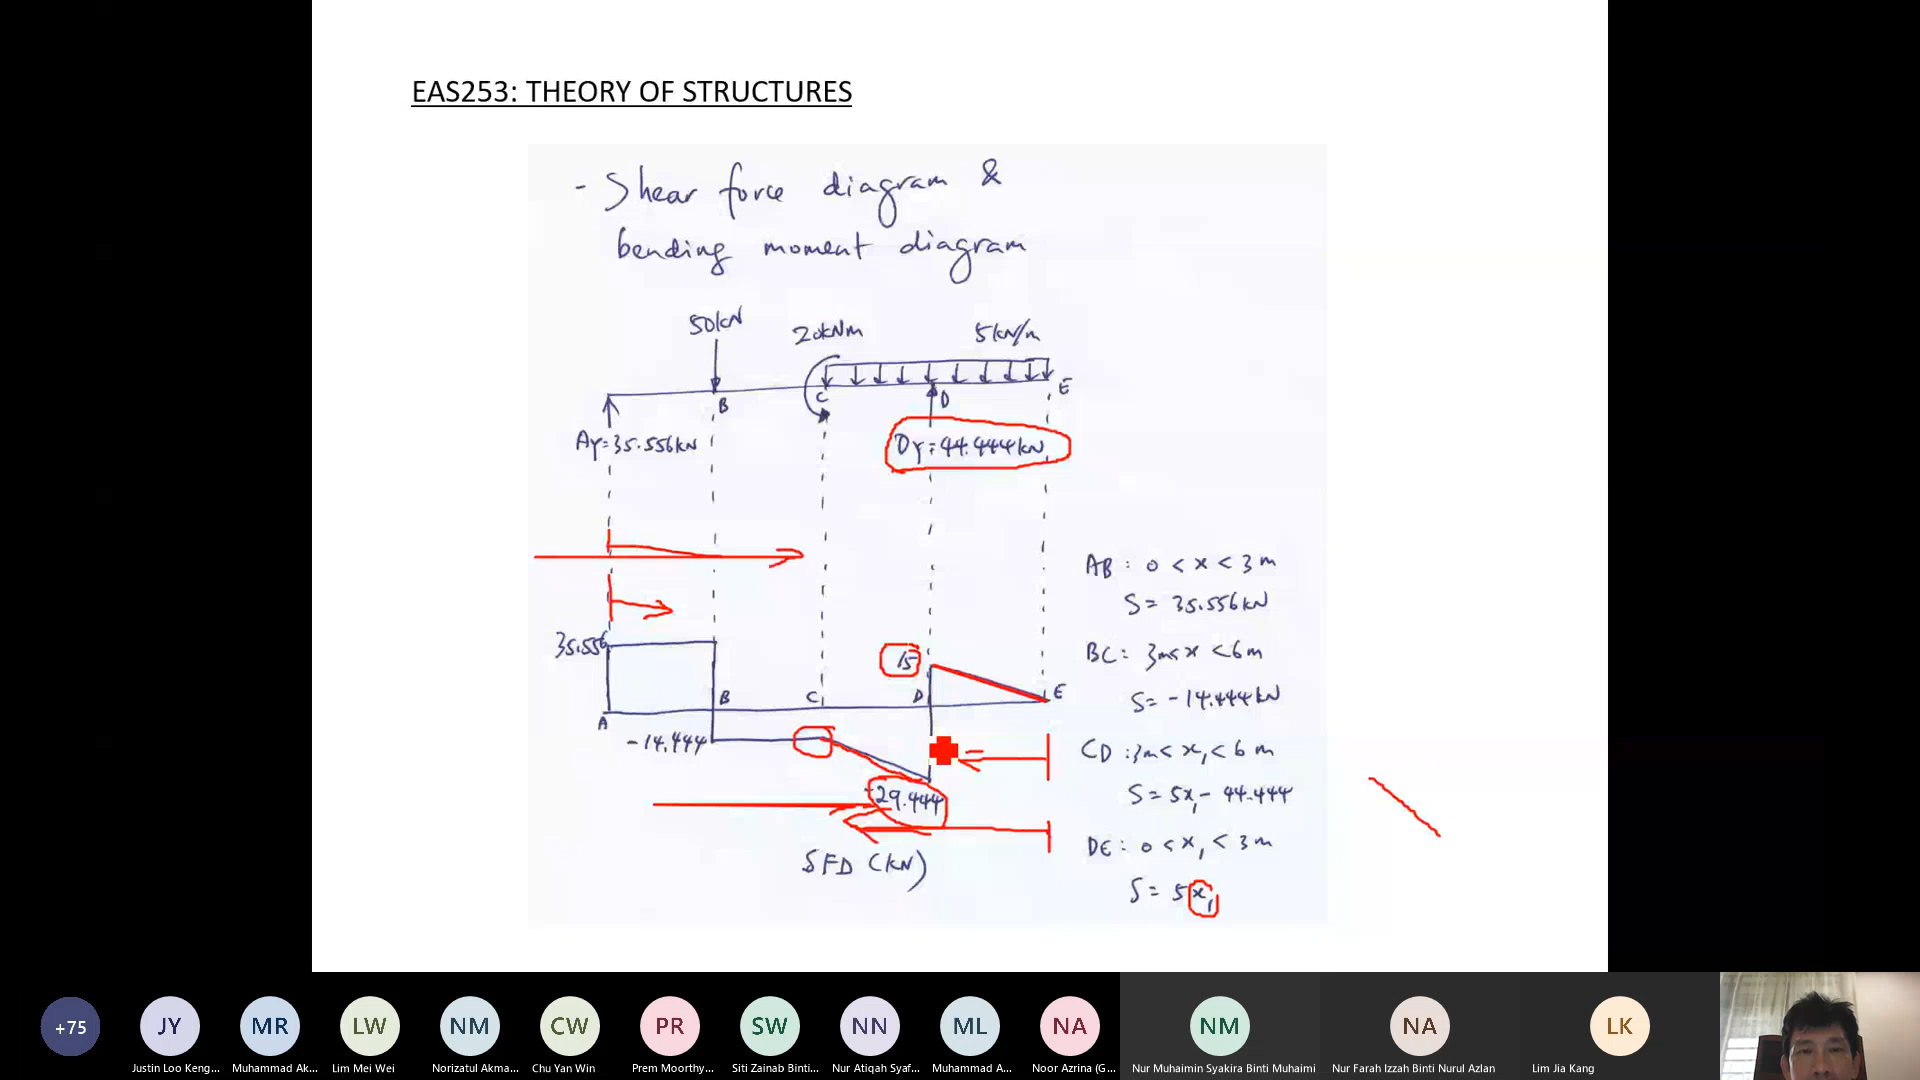 EAS253: THEORY OF STRUCTURES
- Shear force diagram &
bending moment diagram
50kN
20kNm
5kN/m
B
C
D
E
Ay=35.556kN
Dy=44.444kN
AB: 0 < x < 3m
S= 35.556kN
35.556
15
BC: 3m< x <6m
A
B
C
D
E
S= -14.444kN
-14.444
CD: 3m< x₁ < 6m
-29.444
S= 5x₁ - 44.444
SFD (kN)
DE: 0 < x₁ < 3m
S= 5x₁
+75
JY
MR
LW
NM
CW
PR
SW
NN
ML
NA
NM
NA
LK
Justin Loo Keng...
Muhammad Ak...
Lim Mei Wei
Norizatul Akma...
Chu Yan Win
Prem Moorthy...
Siti Zainab Binti...
Nur Atiqah Syaf...
Muhammad A...
Noor Azrina (G...
Nur Muhaimin Syakira Binti Muhaimi
Nur Farah Izzah Binti Nurul Azlan
Lim Jia Kang